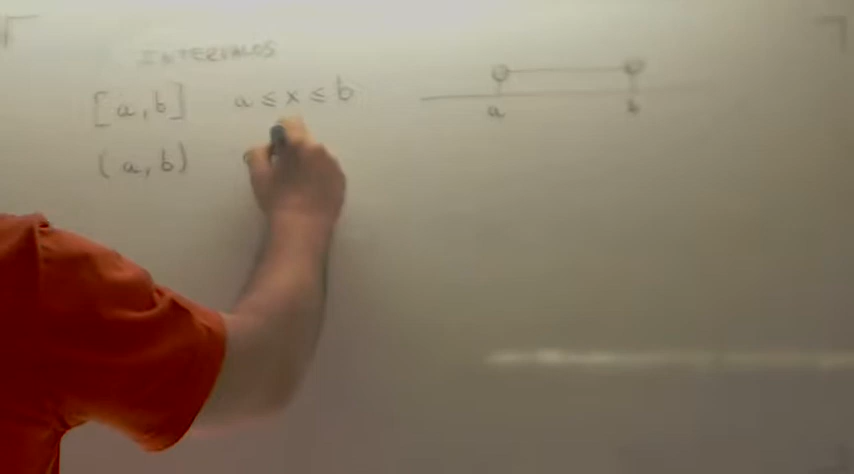 INTERVALOS
[a,b] a ≤ x ≤ b
a b
(a,b)